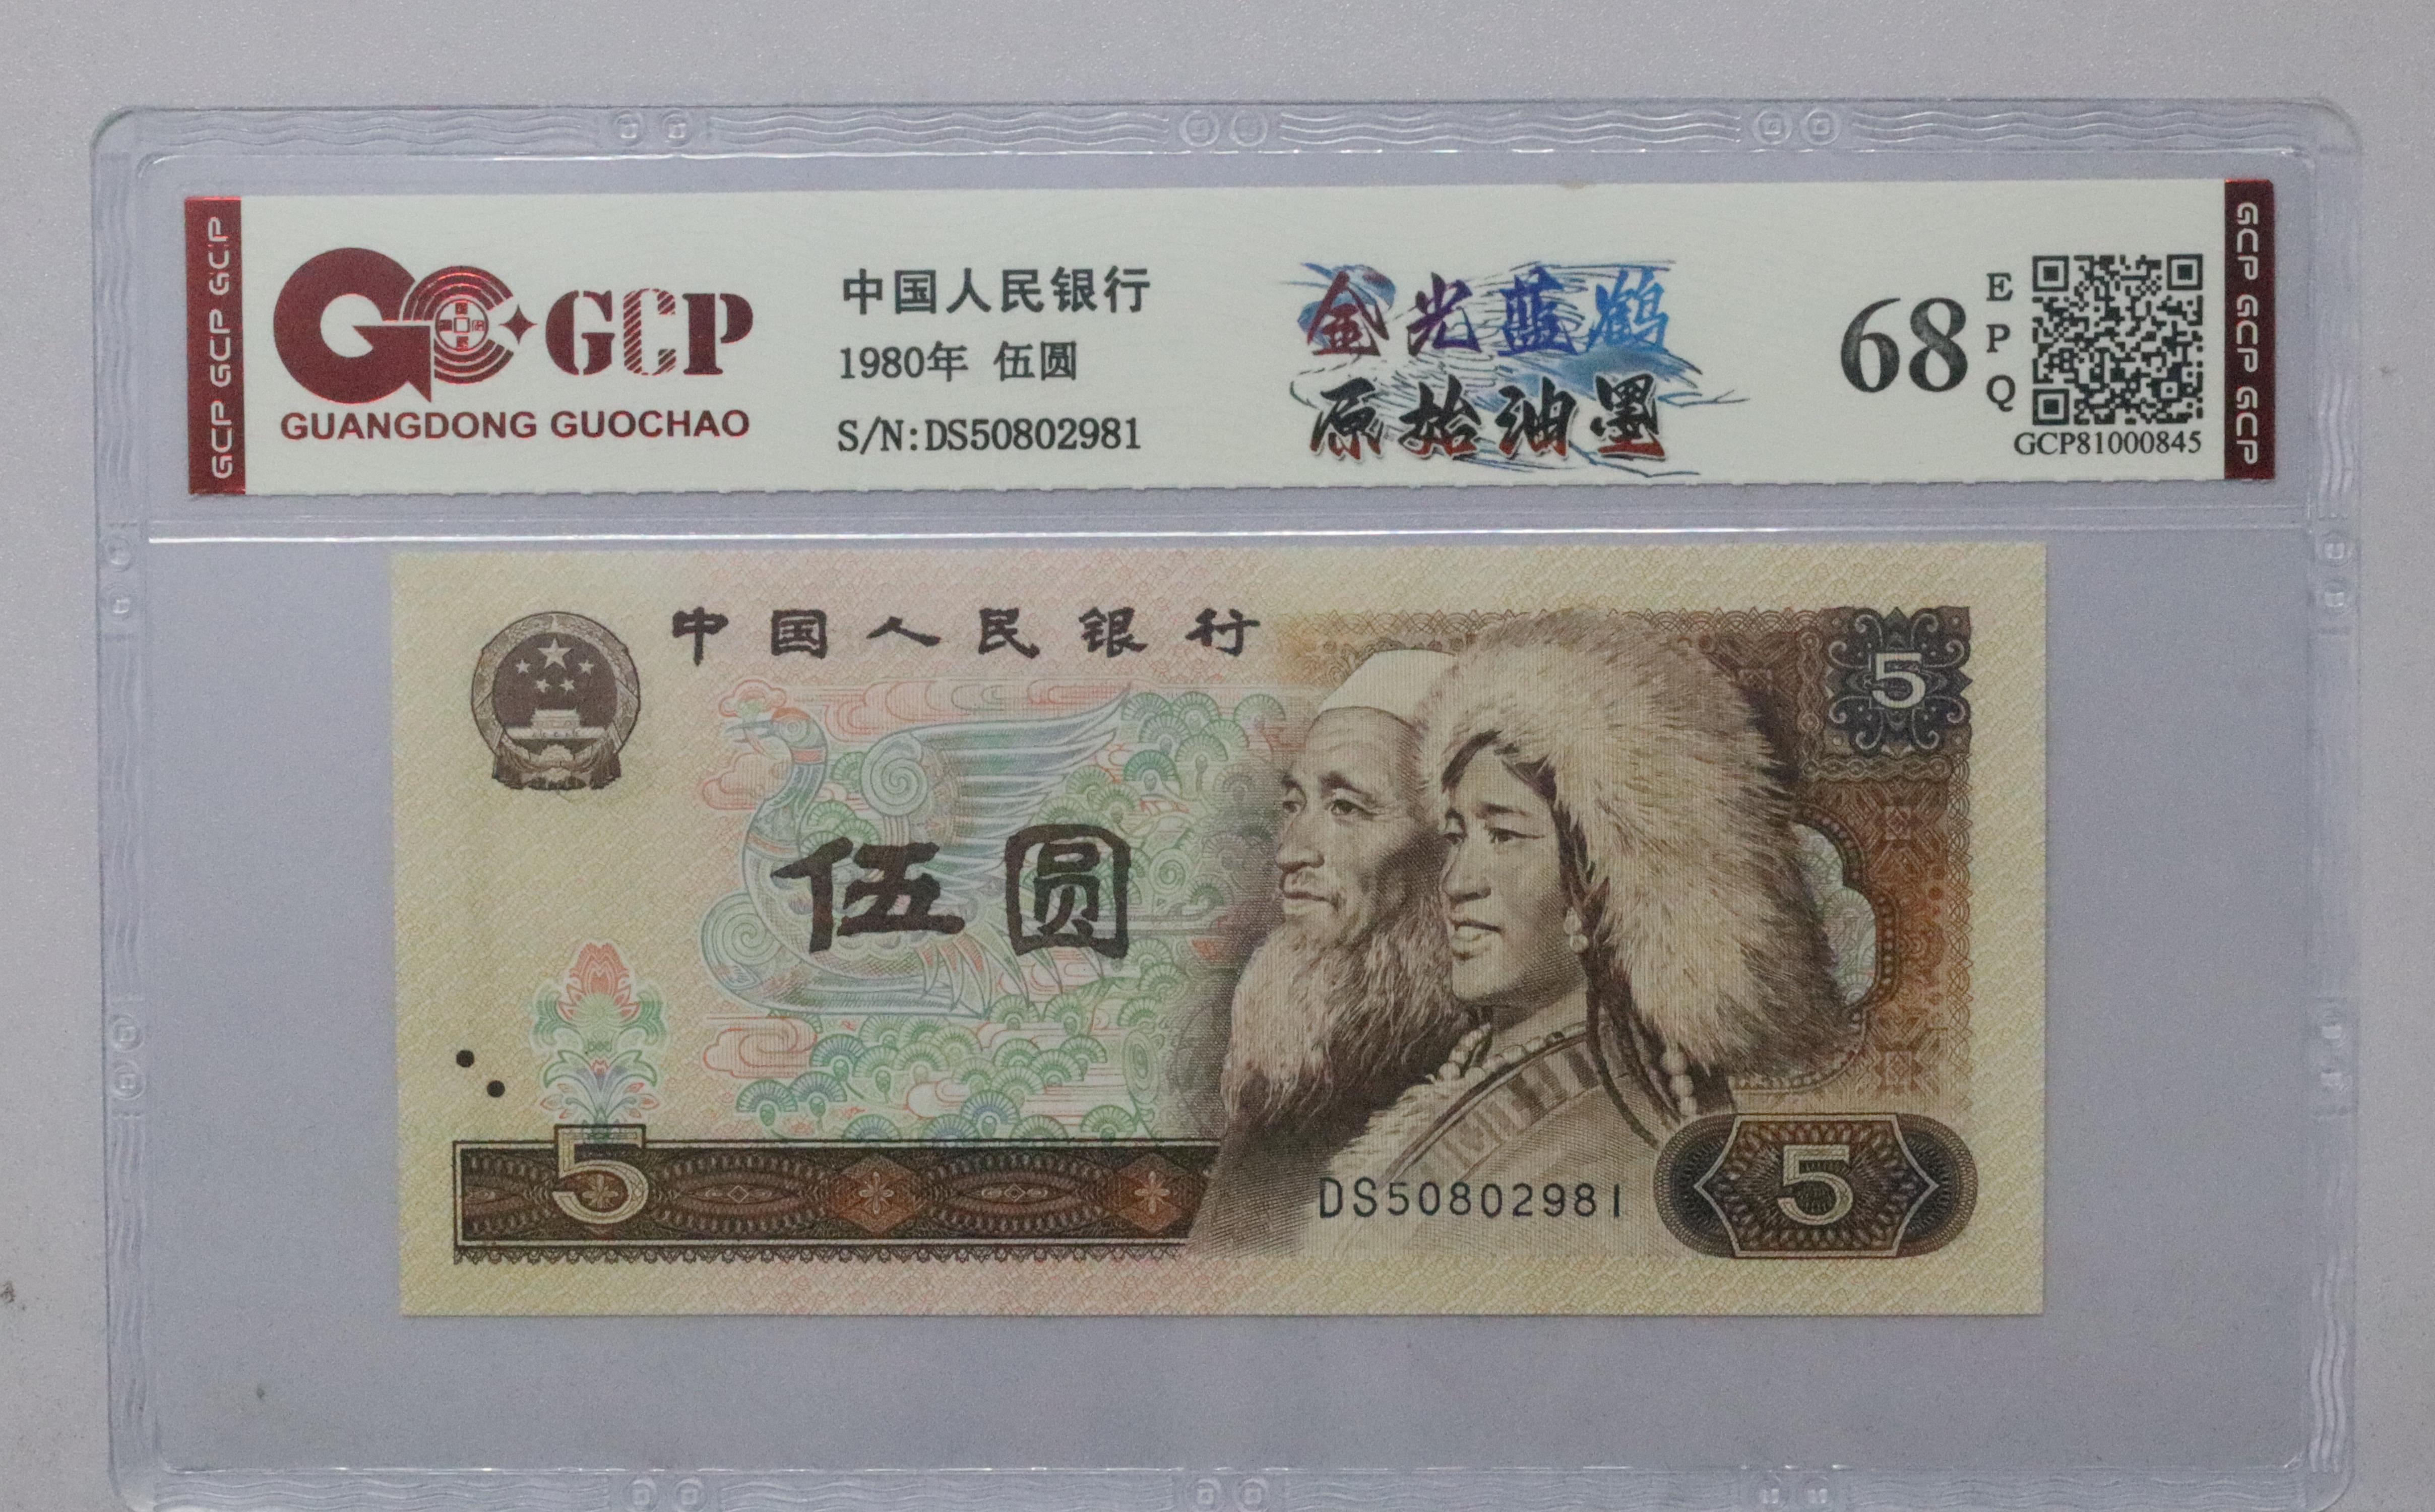 GCP GCP GCP
GCP
GUANGDONG GUOCHAO
中国人民银行
1980年 伍圆
S/N:DS50802981
金光蓝鹤
原始油墨
68
EPQ
GCP81000845
GCP GCP GCP
中国人民银行
5
伍圆
5
DS50802981
5